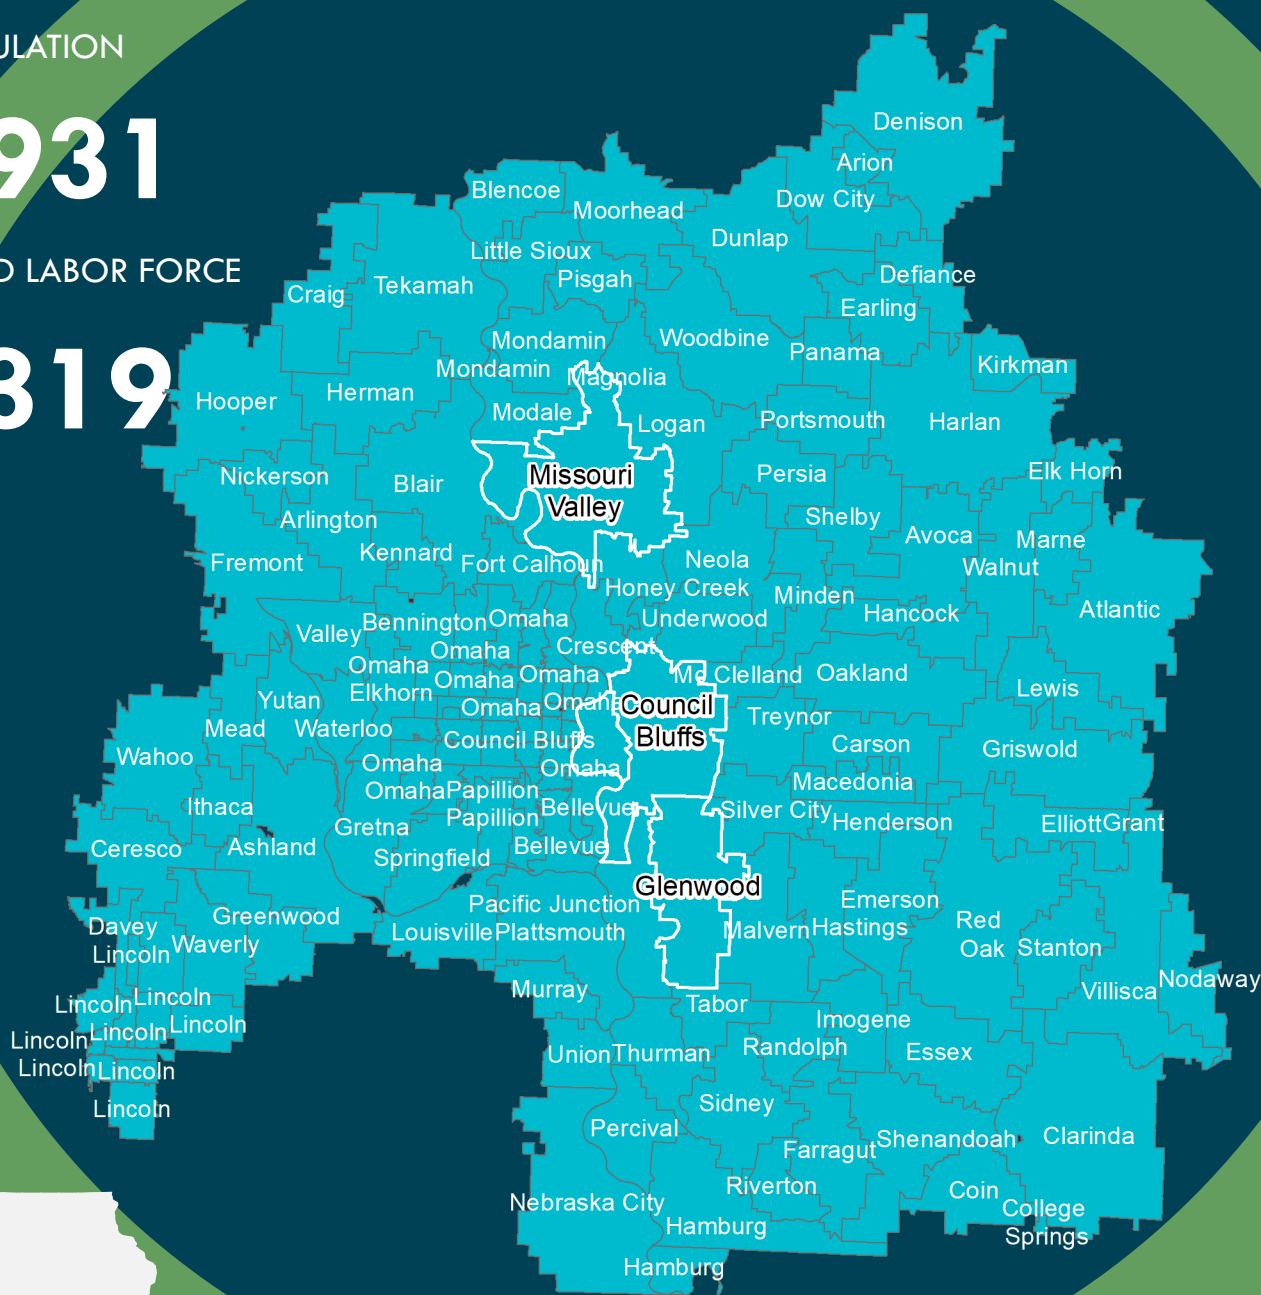 ULATION
931
D LABOR FORCE
319
Denison
Arion
Dow City
Blencoe
Moorhead
Dunlap
Little Sioux
Pisgah
Defiance
Tekamah
Craig
Earling
Mondamin
Woodbine
Panama
Kirkman
Mondamin
Magnolia
Herman
Hooper
Modale
Logan
Portsmouth
Harlan
Missouri
Valley
Nickerson
Blair
Persia
Elk Horn
Arlington
Shelby
Avoca
Marne
Kennard
Fort Calhoun
Fremont
Neola
Walnut
Honey Creek
Minden
Hancock
Atlantic
Bennington
Omaha
Underwood
Valley
Omaha
Crescent
Omaha
Omaha
Omaha
Mc Clelland
Oakland
Elkhorn
Lewis
Yutan
Omaha
Omaha
Council
Bluffs
Treynor
Mead
Waterloo
Council Bluffs
Carson
Griswold
Wahoo
Omaha
Omaha
Macedonia
Omaha
Papillion
Ithaca
Bellevue
Silver City
Papillion
Henderson
Elliott
Grant
Gretna
Ceresco
Ashland
Springfield
Bellevue
Glenwood
Pacific Junction
Emerson
Greenwood
Davey
Louisville
Plattsmouth
Malvern
Hastings
Red
Oak
Stanton
Lincoln
Waverly
Nodaway
Murray
Villisca
Lincoln
Lincoln
Tabor
Lincoln
Lincoln
Imogene
Lincoln
Union
Thurman
Randolph
Essex
Lincoln
Lincoln
Lincoln
Sidney
Percival
Farragut
Shenandoah
Clarinda
Riverton
Coin
Nebraska City
College
Springs
Hamburg
Hamburg